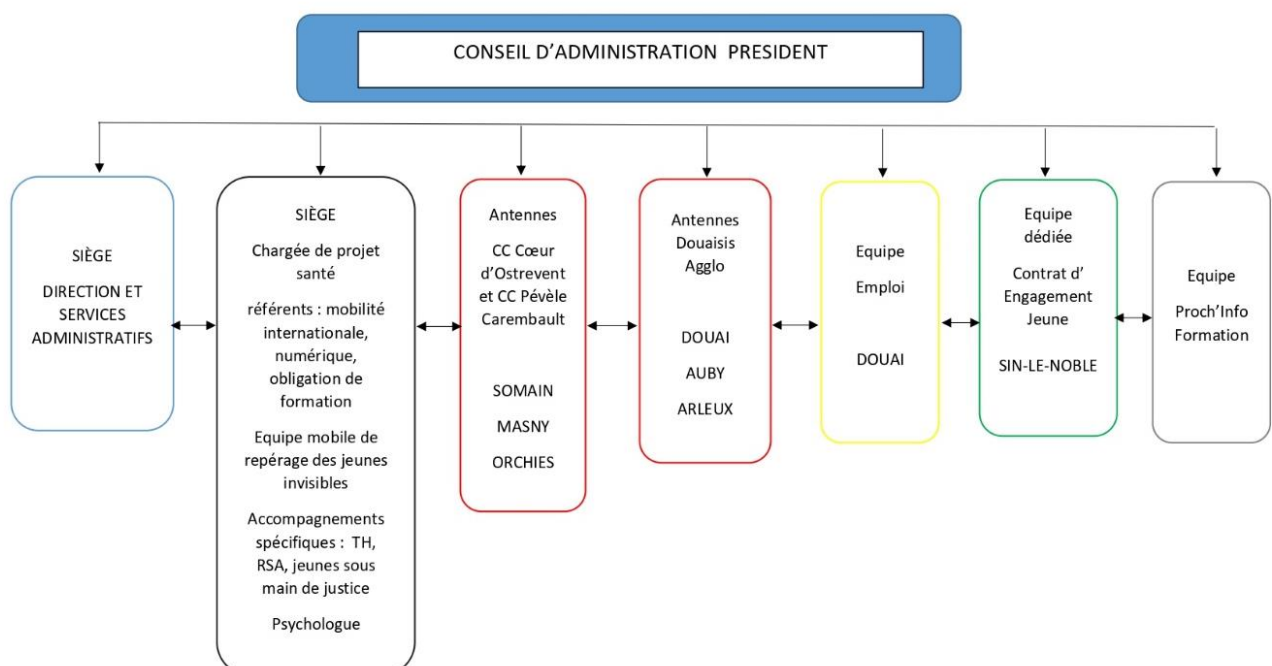 CONSEIL D'ADMINISTRATION PRESIDENT
SIÈGE
DIRECTION ET
SERVICES
ADMINISTRATIFS
SIÈGE
Chargée de projet
santé
référents : mobilité
internationale,
numérique,
obligation de
formation
Equipe mobile de
repérage des jeunes
invisibles
Accompagnements
spécifiques : TH,
RSA, jeunes sous
main de justice
Psychologue
Antennes
CC Cœur
d'Ostrevent
et CC Pévèle
Carembault
SOMAIN
MASNY
ORCHIES
Antennes
Douaisis
Agglo
DOUAI
AUBY
ARLEUX
Equipe
Emploi
DOUAI
Equipe
dédiée
Contrat d'
Engagement
Jeune
SIN-LE-NOBLE
Equipe
Proch'Info
Formation